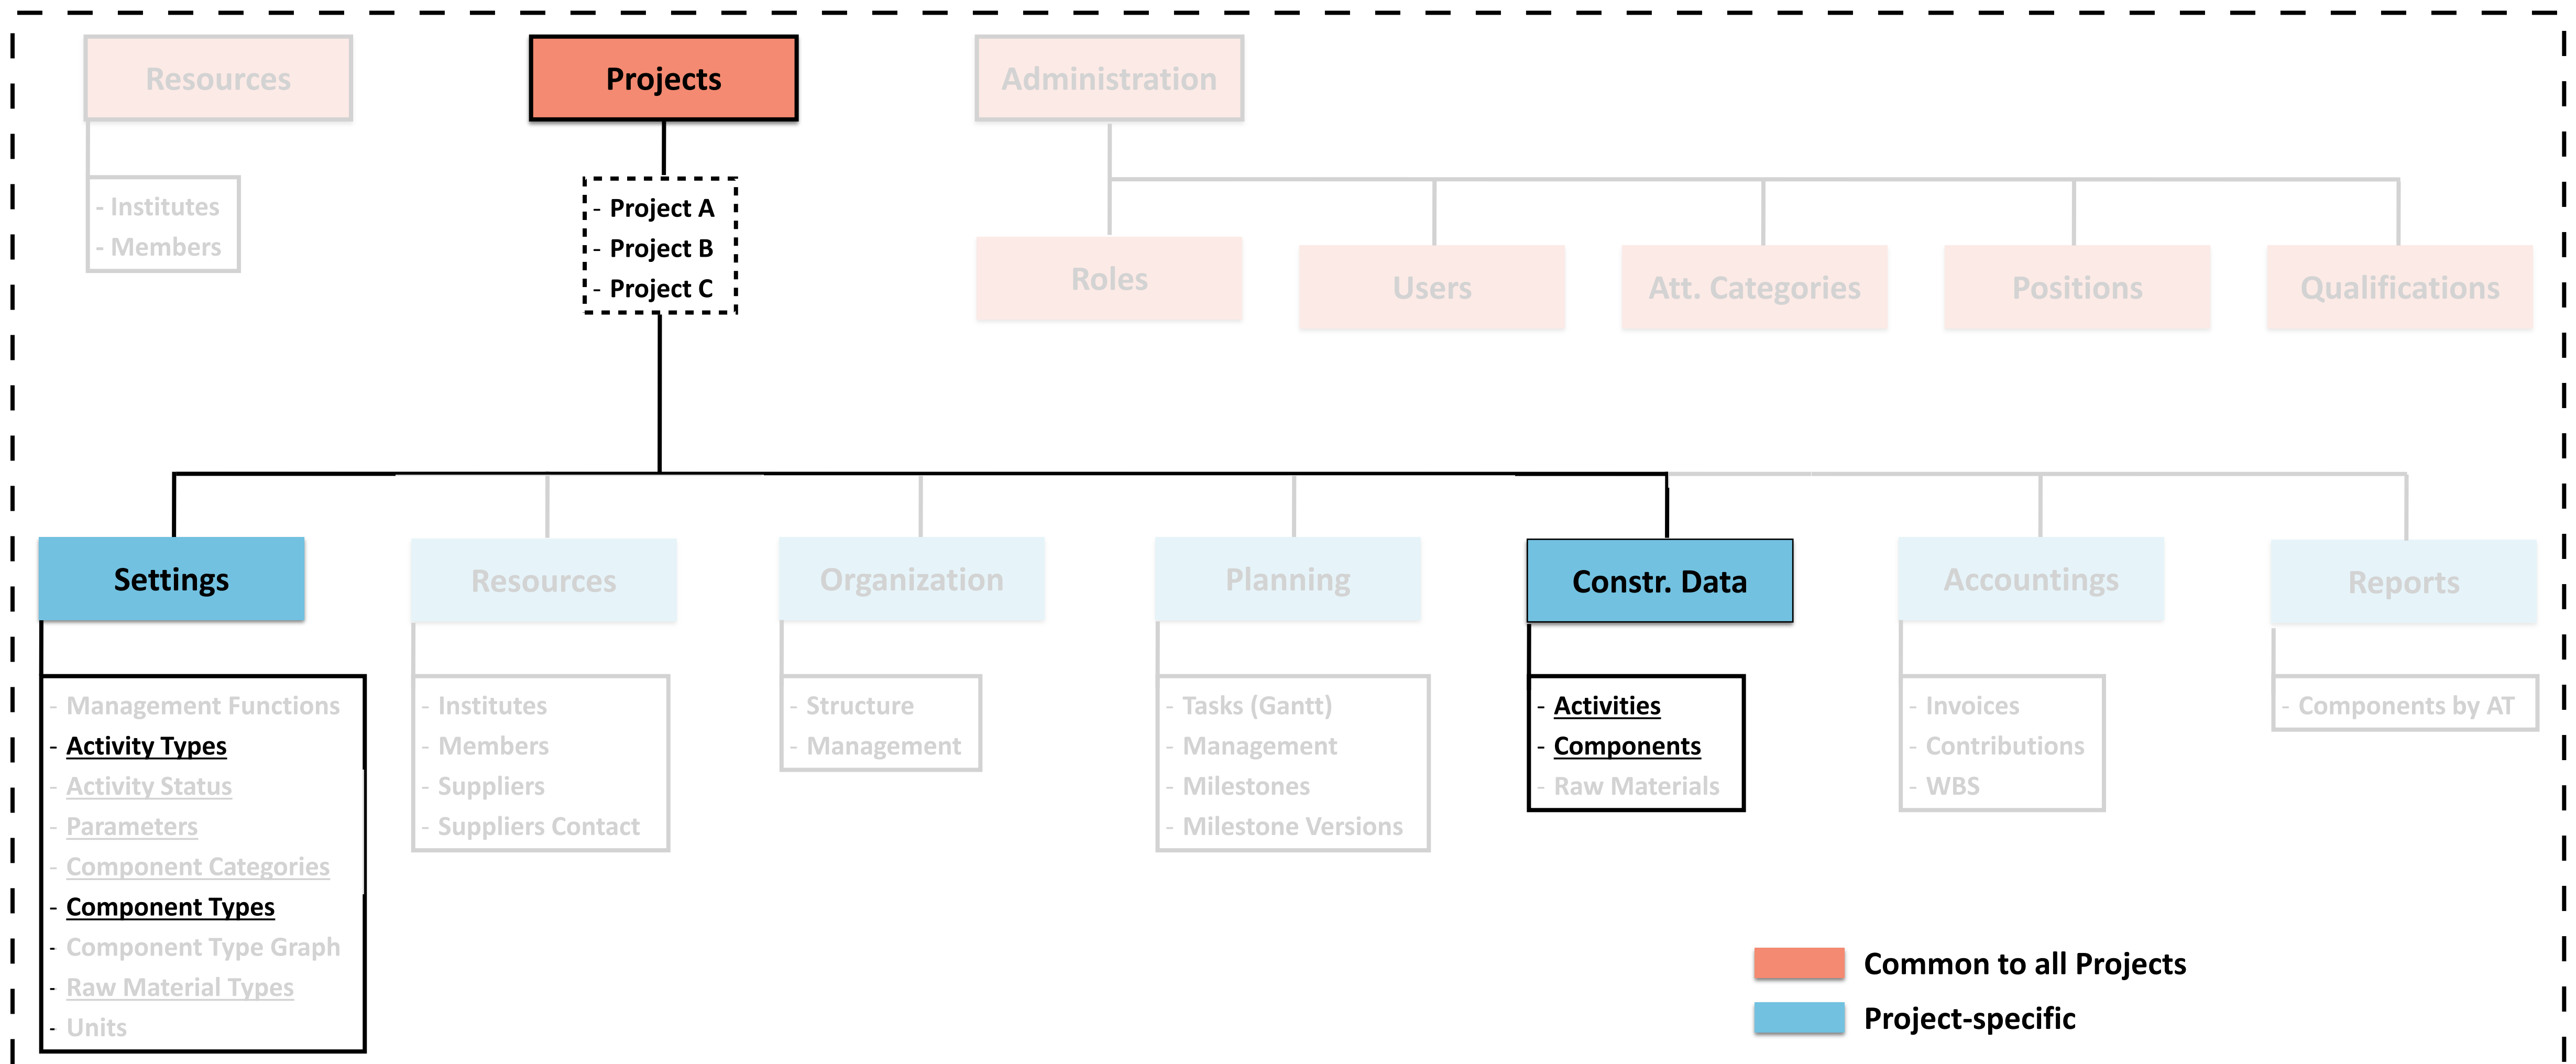 Resources
Projects
Administration
- Institutes
- Members
- Project A
- Project B
- Project C
Roles
Users
Att. Categories
Positions
Qualifications
Settings
Resources
Organization
Planning
Constr. Data
Accountings
Reports
- Management Functions
- Activity Types
- Activity Status
- Parameters
- Component Categories
- Component Types
- Component Type Graph
- Raw Material Types
- Units
- Institutes
- Members
- Suppliers
- Suppliers Contact
- Structure
- Management
- Tasks (Gantt)
- Management
- Milestones
- Milestone Versions
- Activities
- Components
- Raw Materials
- Invoices
- Contributions
- WBS
- Components by AT
Common to all Projects
Project-specific